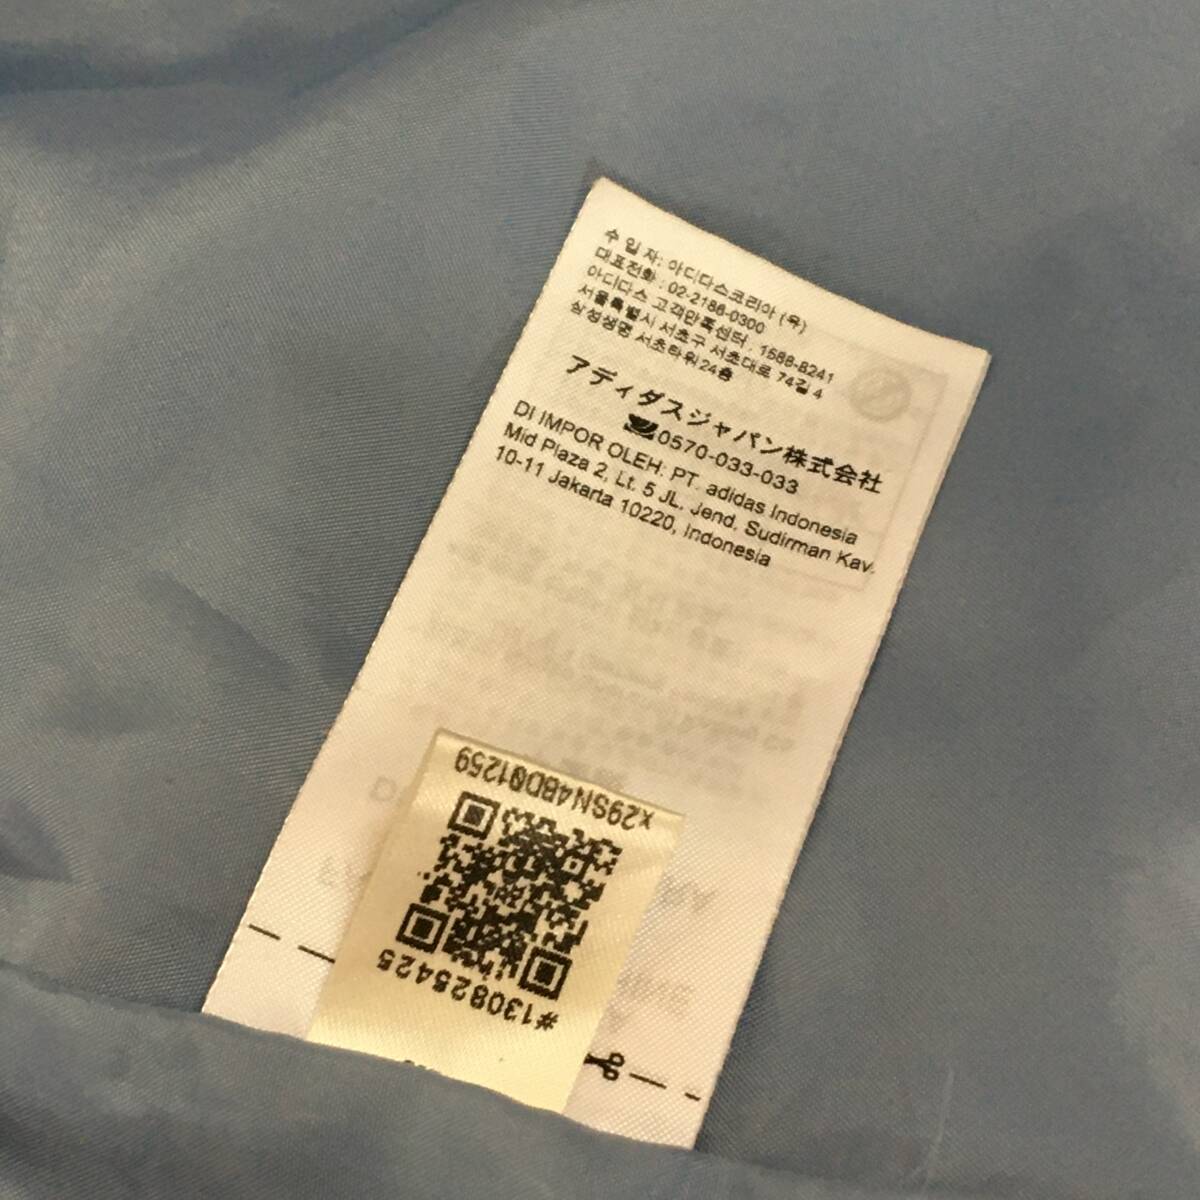 수 입 자: 아디다스코리아 (유)
대표전화 : 02-2186-0300
아디다스 고객만족센터 : 1588-8241
서울특별시 서초구 서초대로 74길 4
삼성생명 서초타워24층
アディダスジャパン株式会社
0570-033-033
DI IMPOR OLEH: PT. adidas Indonesia
Mid Plaza 2, Lt. 5 JL. Jend. Sudirman Kav.
10-11 Jakarta 10220, Indonesia
x29SN4BD01259
#130825425